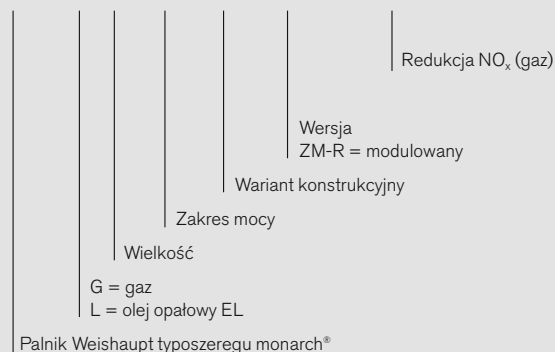 Redukcja NOx (gaz)
Wersja
ZM-R = modulowany
Wariant konstrukcyjny
Zakres mocy
Wielkość
G = gaz
L = olej opałowy EL
Palnik Weishaupt typoszeregu monarch®